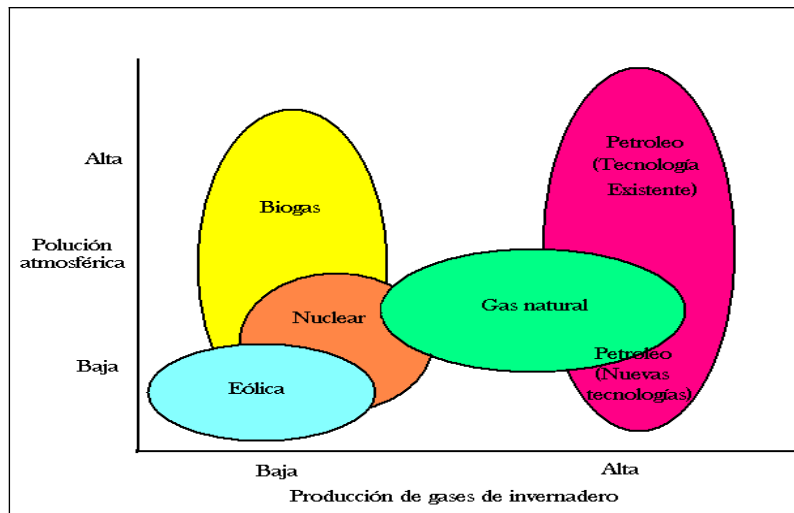 Alta
Polución
atmosférica
Baja
Biogas
Nuclear
Eólica
Gas natural
Petroleo
(Tecnología
Existente)
Petroleo
(Nuevas
tecnologías)
Baja
Alta
Producción de gases de invernadero